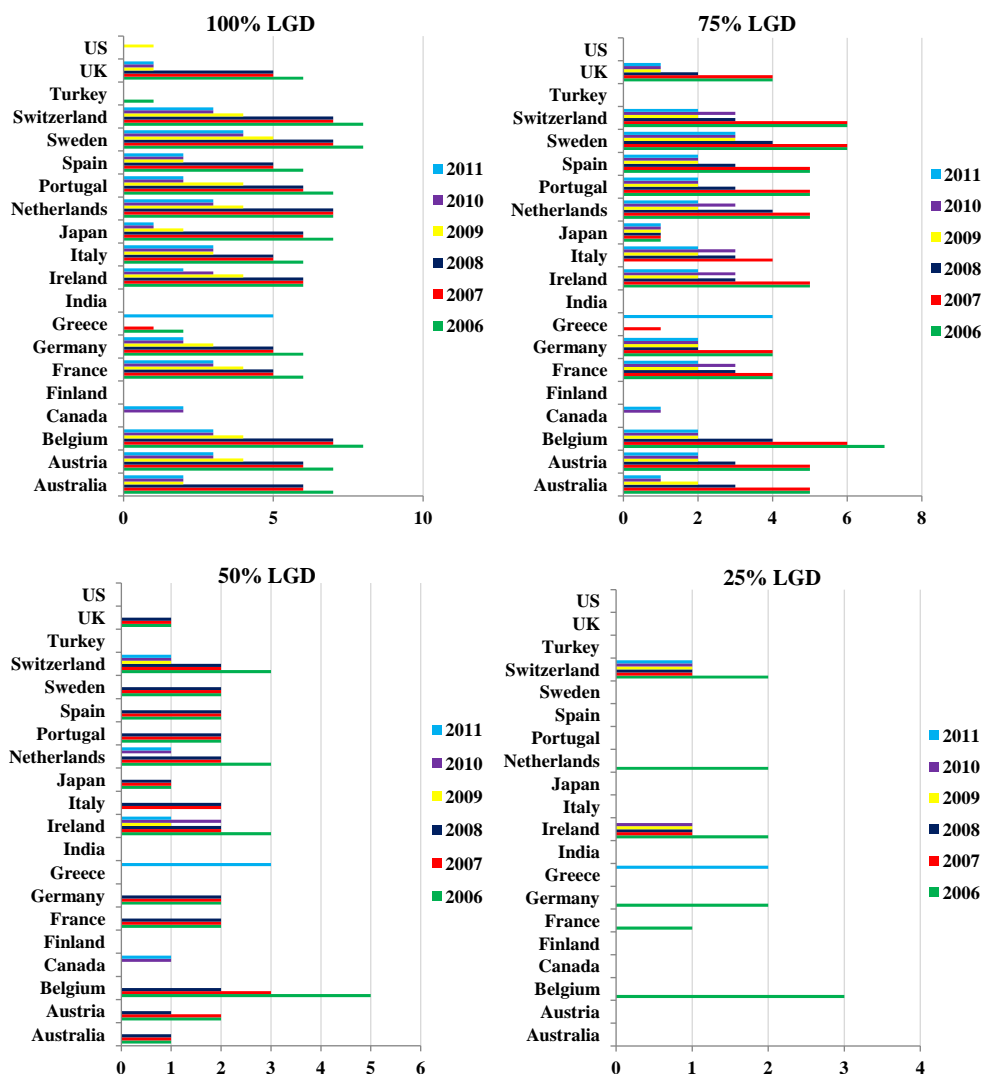 100% LGD
US
UK
Turkey
Switzerland
Sweden
Spain
Portugal
Netherlands
Japan
Italy
Ireland
India
Greece
Germany
France
Finland
Canada
Belgium
Austria
Australia
0 5 10
2011
2010
2009
2008
2007
2006
75% LGD
US
UK
Turkey
Switzerland
Sweden
Spain
Portugal
Netherlands
Japan
Italy
Ireland
India
Greece
Germany
France
Finland
Canada
Belgium
Austria
Australia
0 2 4 6 8
2011
2010
2009
2008
2007
2006
50% LGD
US
UK
Turkey
Switzerland
Sweden
Spain
Portugal
Netherlands
Japan
Italy
Ireland
India
Greece
Germany
France
Finland
Canada
Belgium
Austria
Australia
0 1 2 3 4 5 6
2011
2010
2009
2008
2007
2006
25% LGD
US
UK
Turkey
Switzerland
Sweden
Spain
Portugal
Netherlands
Japan
Italy
Ireland
India
Greece
Germany
France
Finland
Canada
Belgium
Austria
Australia
0 1 2 3 4
2011
2010
2009
2008
2007
2006